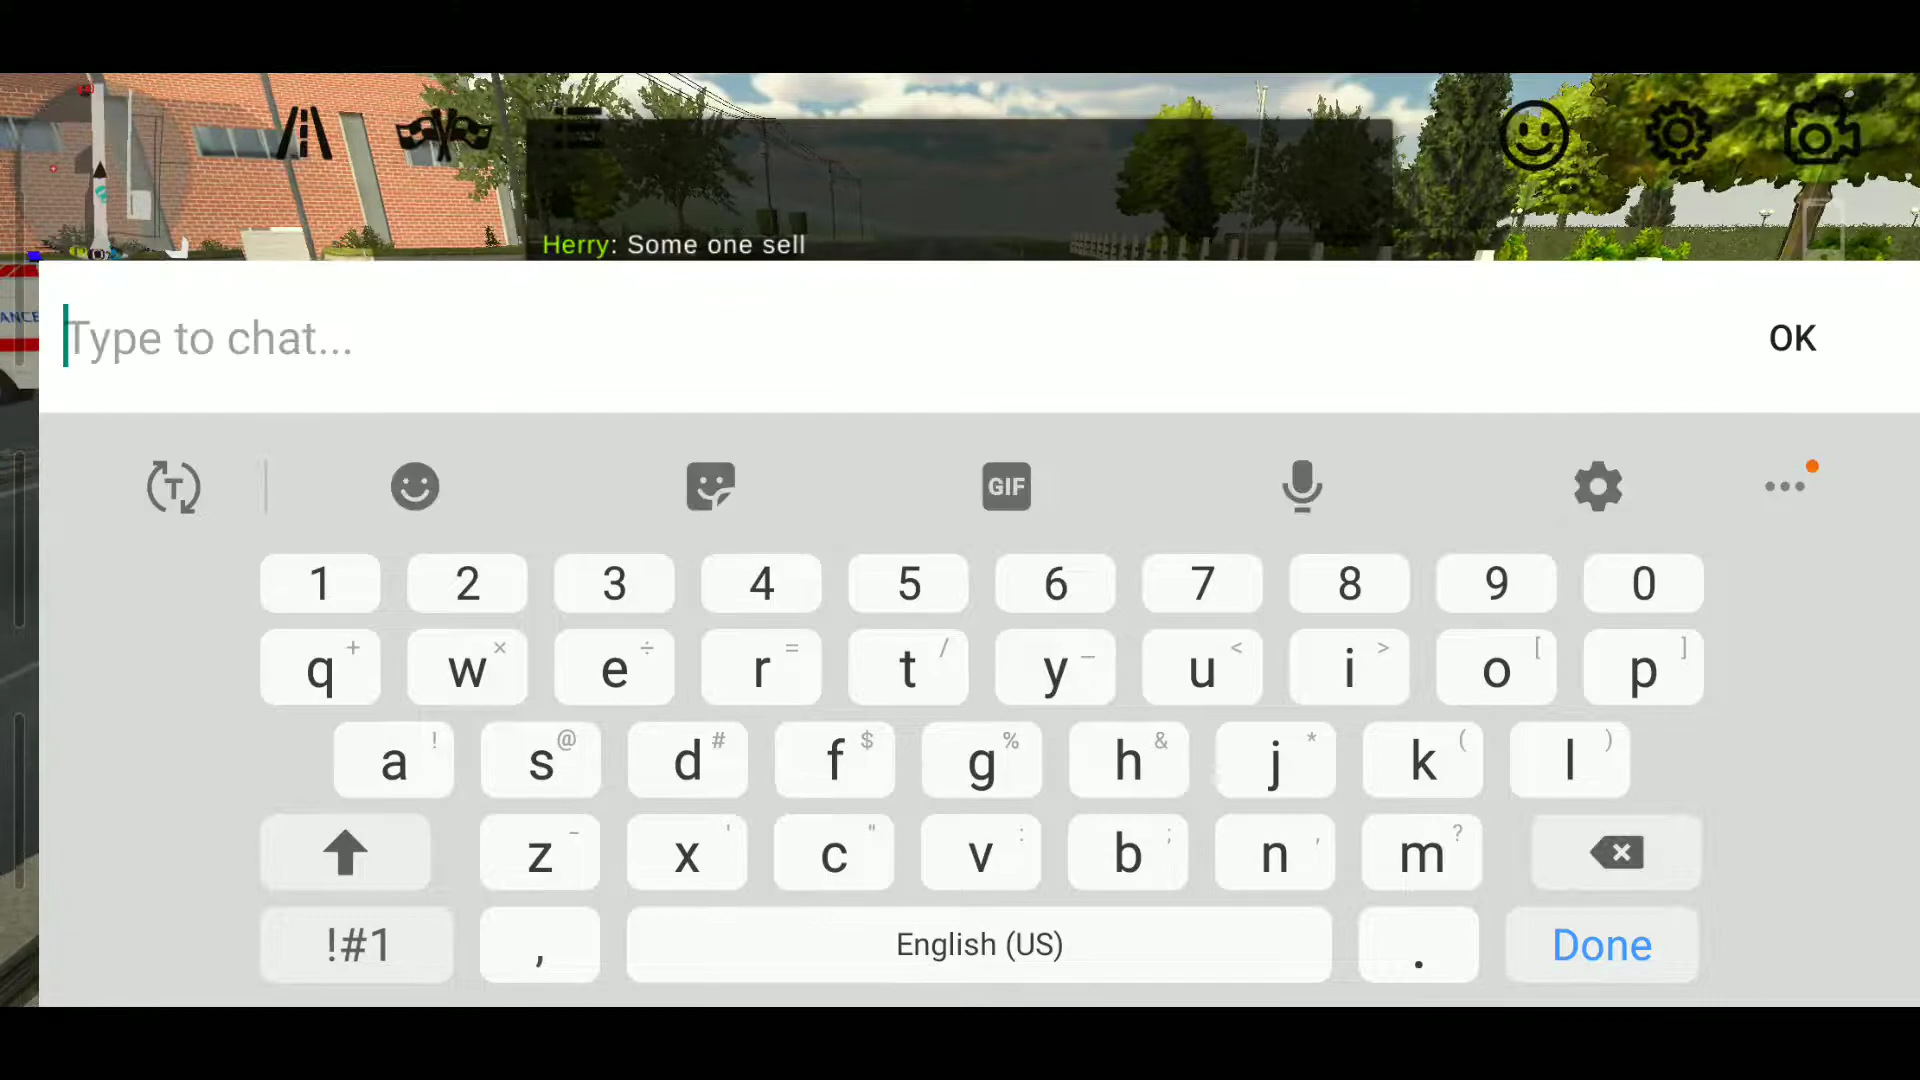 Herry: Some one sell
ANCE
Type to chat...
OK
T
GIF
1 2 3 4 5 6 7 8 9 0
q + w × e ÷ r = t / y _ u < i > o [ p ]
a ! s @ d # f $ g % h & j * k ( l )
z - x ' c " v : b ; n , m ?
!#1 , English (US) . Done